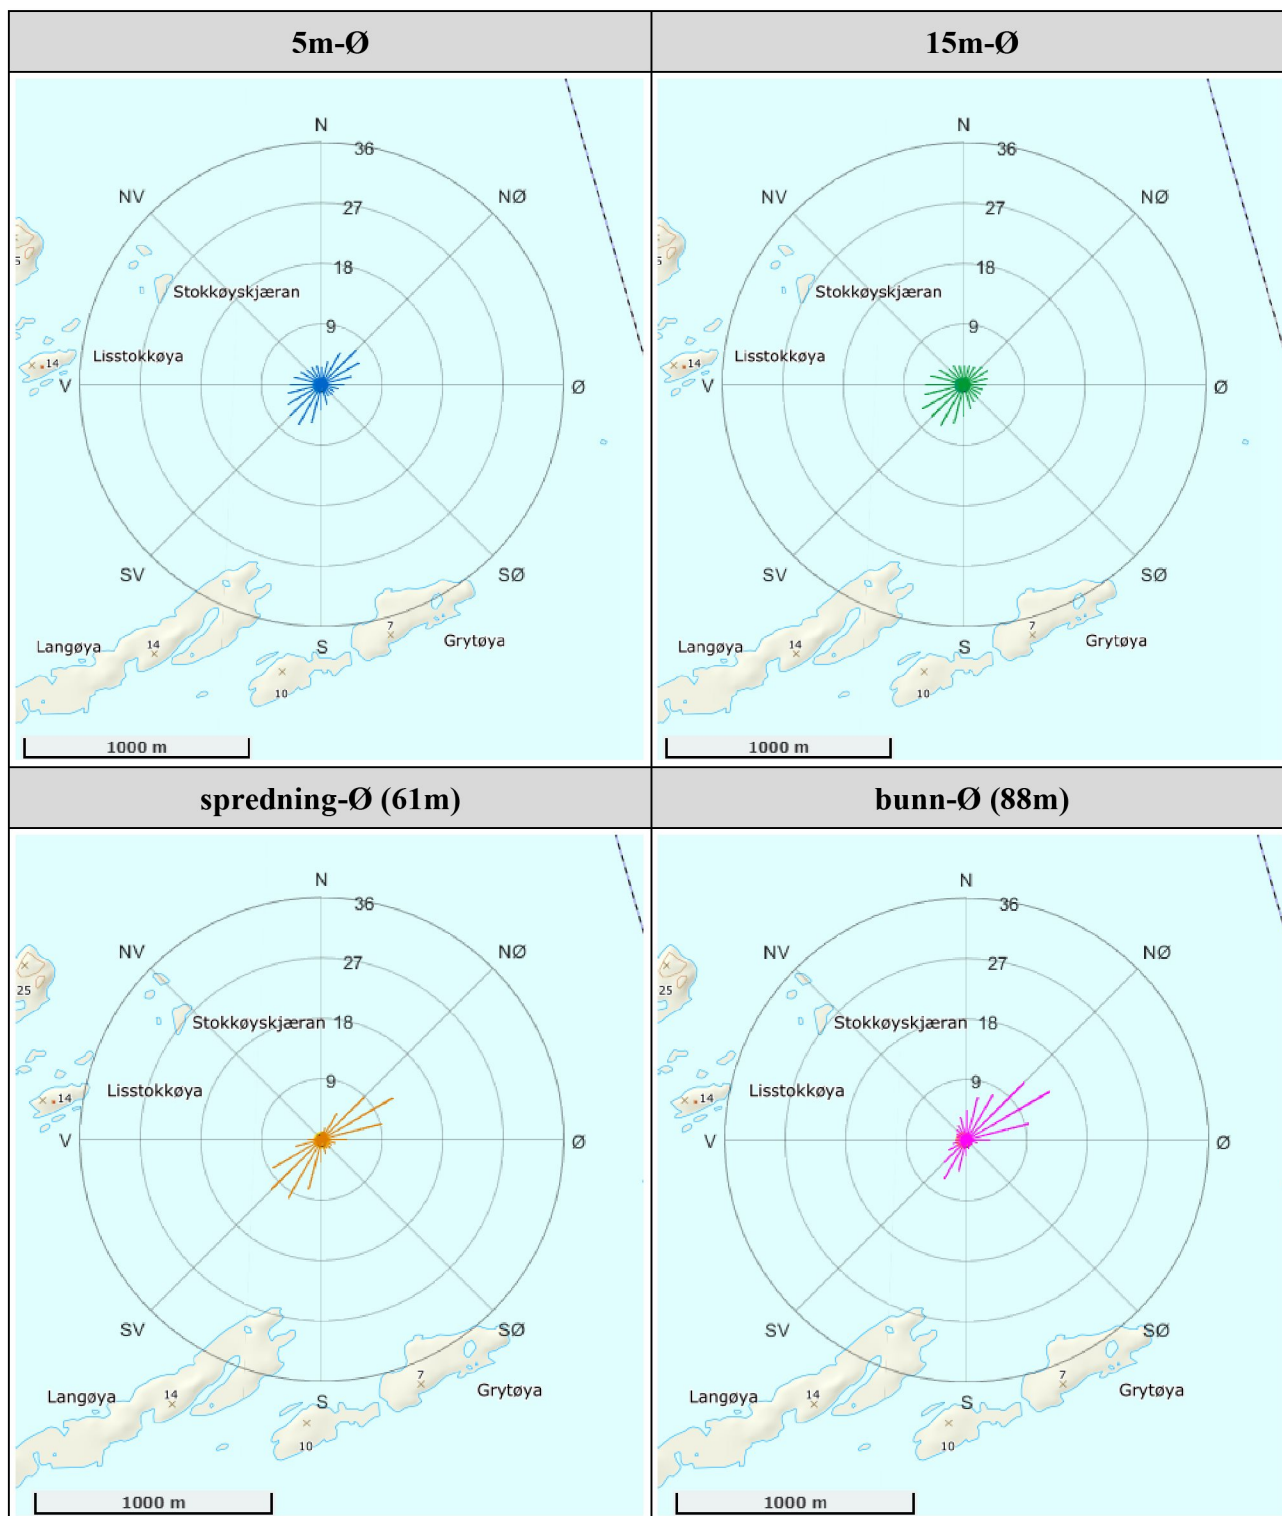 5m-Ø
15m-Ø
N
36
NV
NØ
27
18
Stokkøyskjæran
9
Lisstokkøya
14
V
Ø
5
SV
SØ
7
Langøya
14
S
Grytøya
10
1000 m
N
36
NV
NØ
27
18
Stokkøyskjæran
9
Lisstokkøya
14
V
Ø
5
SV
SØ
7
Langøya
14
S
Grytøya
10
1000 m
spredning-Ø (61m)
bunn-Ø (88m)
N
36
NV
NØ
27
25
Stokkøyskjæran
18
9
Lisstokkøya
14
V
Ø
SV
SØ
7
Langøya
14
S
Grytøya
10
1000 m
N
36
NV
NØ
27
25
Stokkøyskjæran
18
9
Lisstokkøya
14
V
Ø
SV
SØ
7
Langøya
14
S
Grytøya
10
1000 m